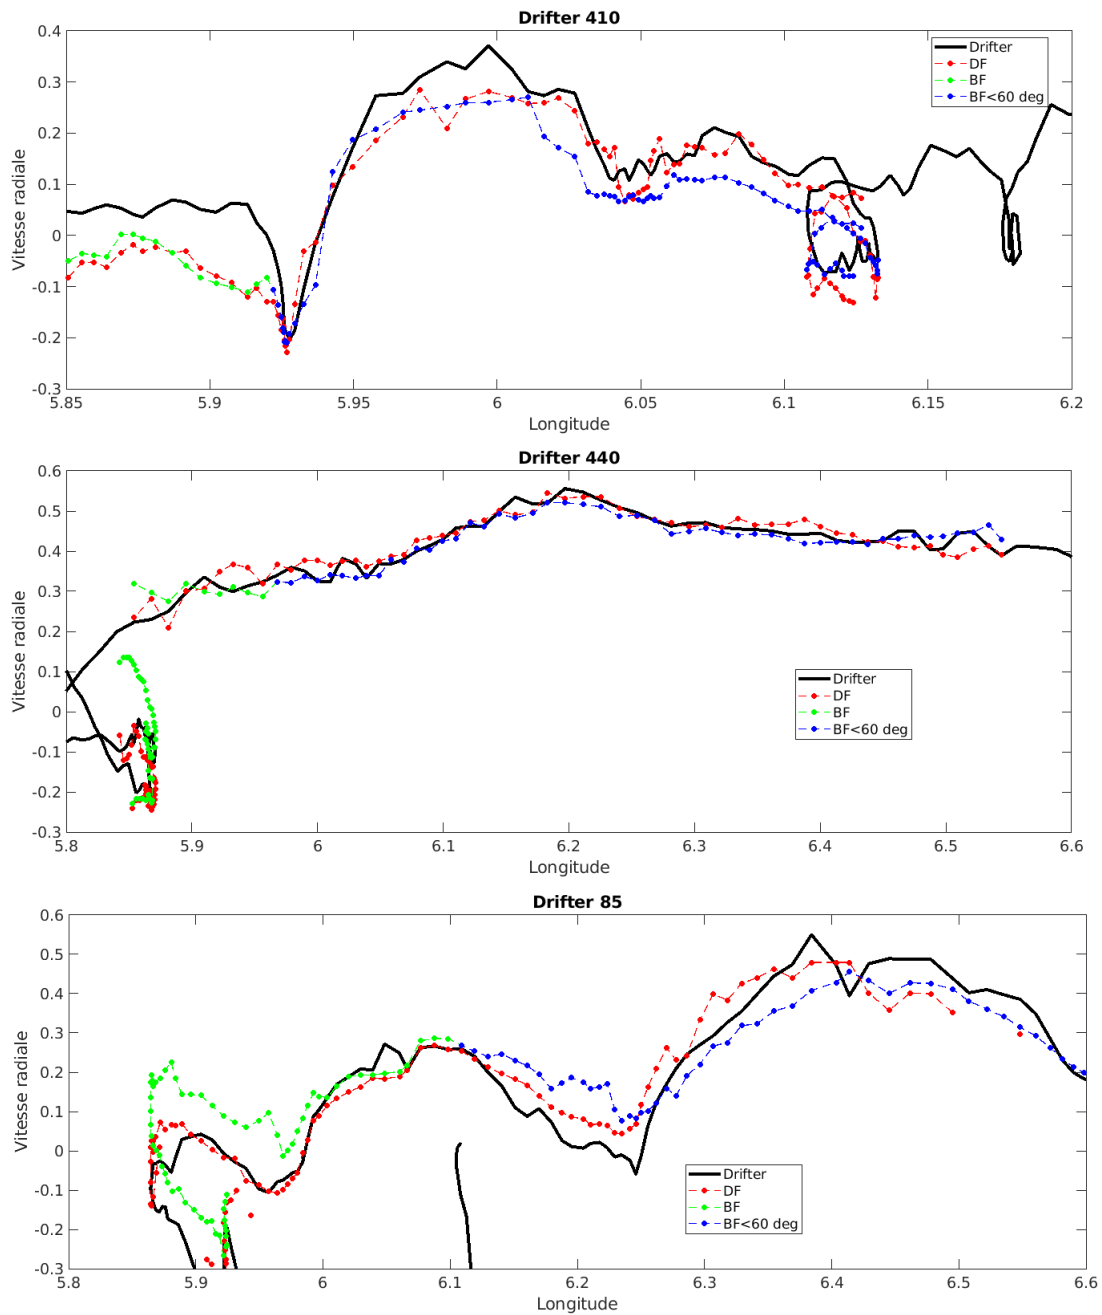 Drifter 410
0.4
0.3
0.2
0.1
0
-0.1
-0.2
-0.3
Vitesse radiale
5.85
5.9
5.95
6
6.05
6.1
6.15
6.2
Longitude
Drifter
DF
BF
BF<60 deg
Drifter 440
0.6
0.5
0.4
0.3
0.2
0.1
0
-0.1
-0.2
-0.3
Vitesse radiale
5.8
5.9
6
6.1
6.2
6.3
6.4
6.5
6.6
Longitude
Drifter
DF
BF
BF<60 deg
Drifter 85
0.6
0.5
0.4
0.3
0.2
0.1
0
-0.1
-0.2
-0.3
Vitesse radiale
5.8
5.9
6
6.1
6.2
6.3
6.4
6.5
6.6
Longitude
Drifter
DF
BF
BF<60 deg